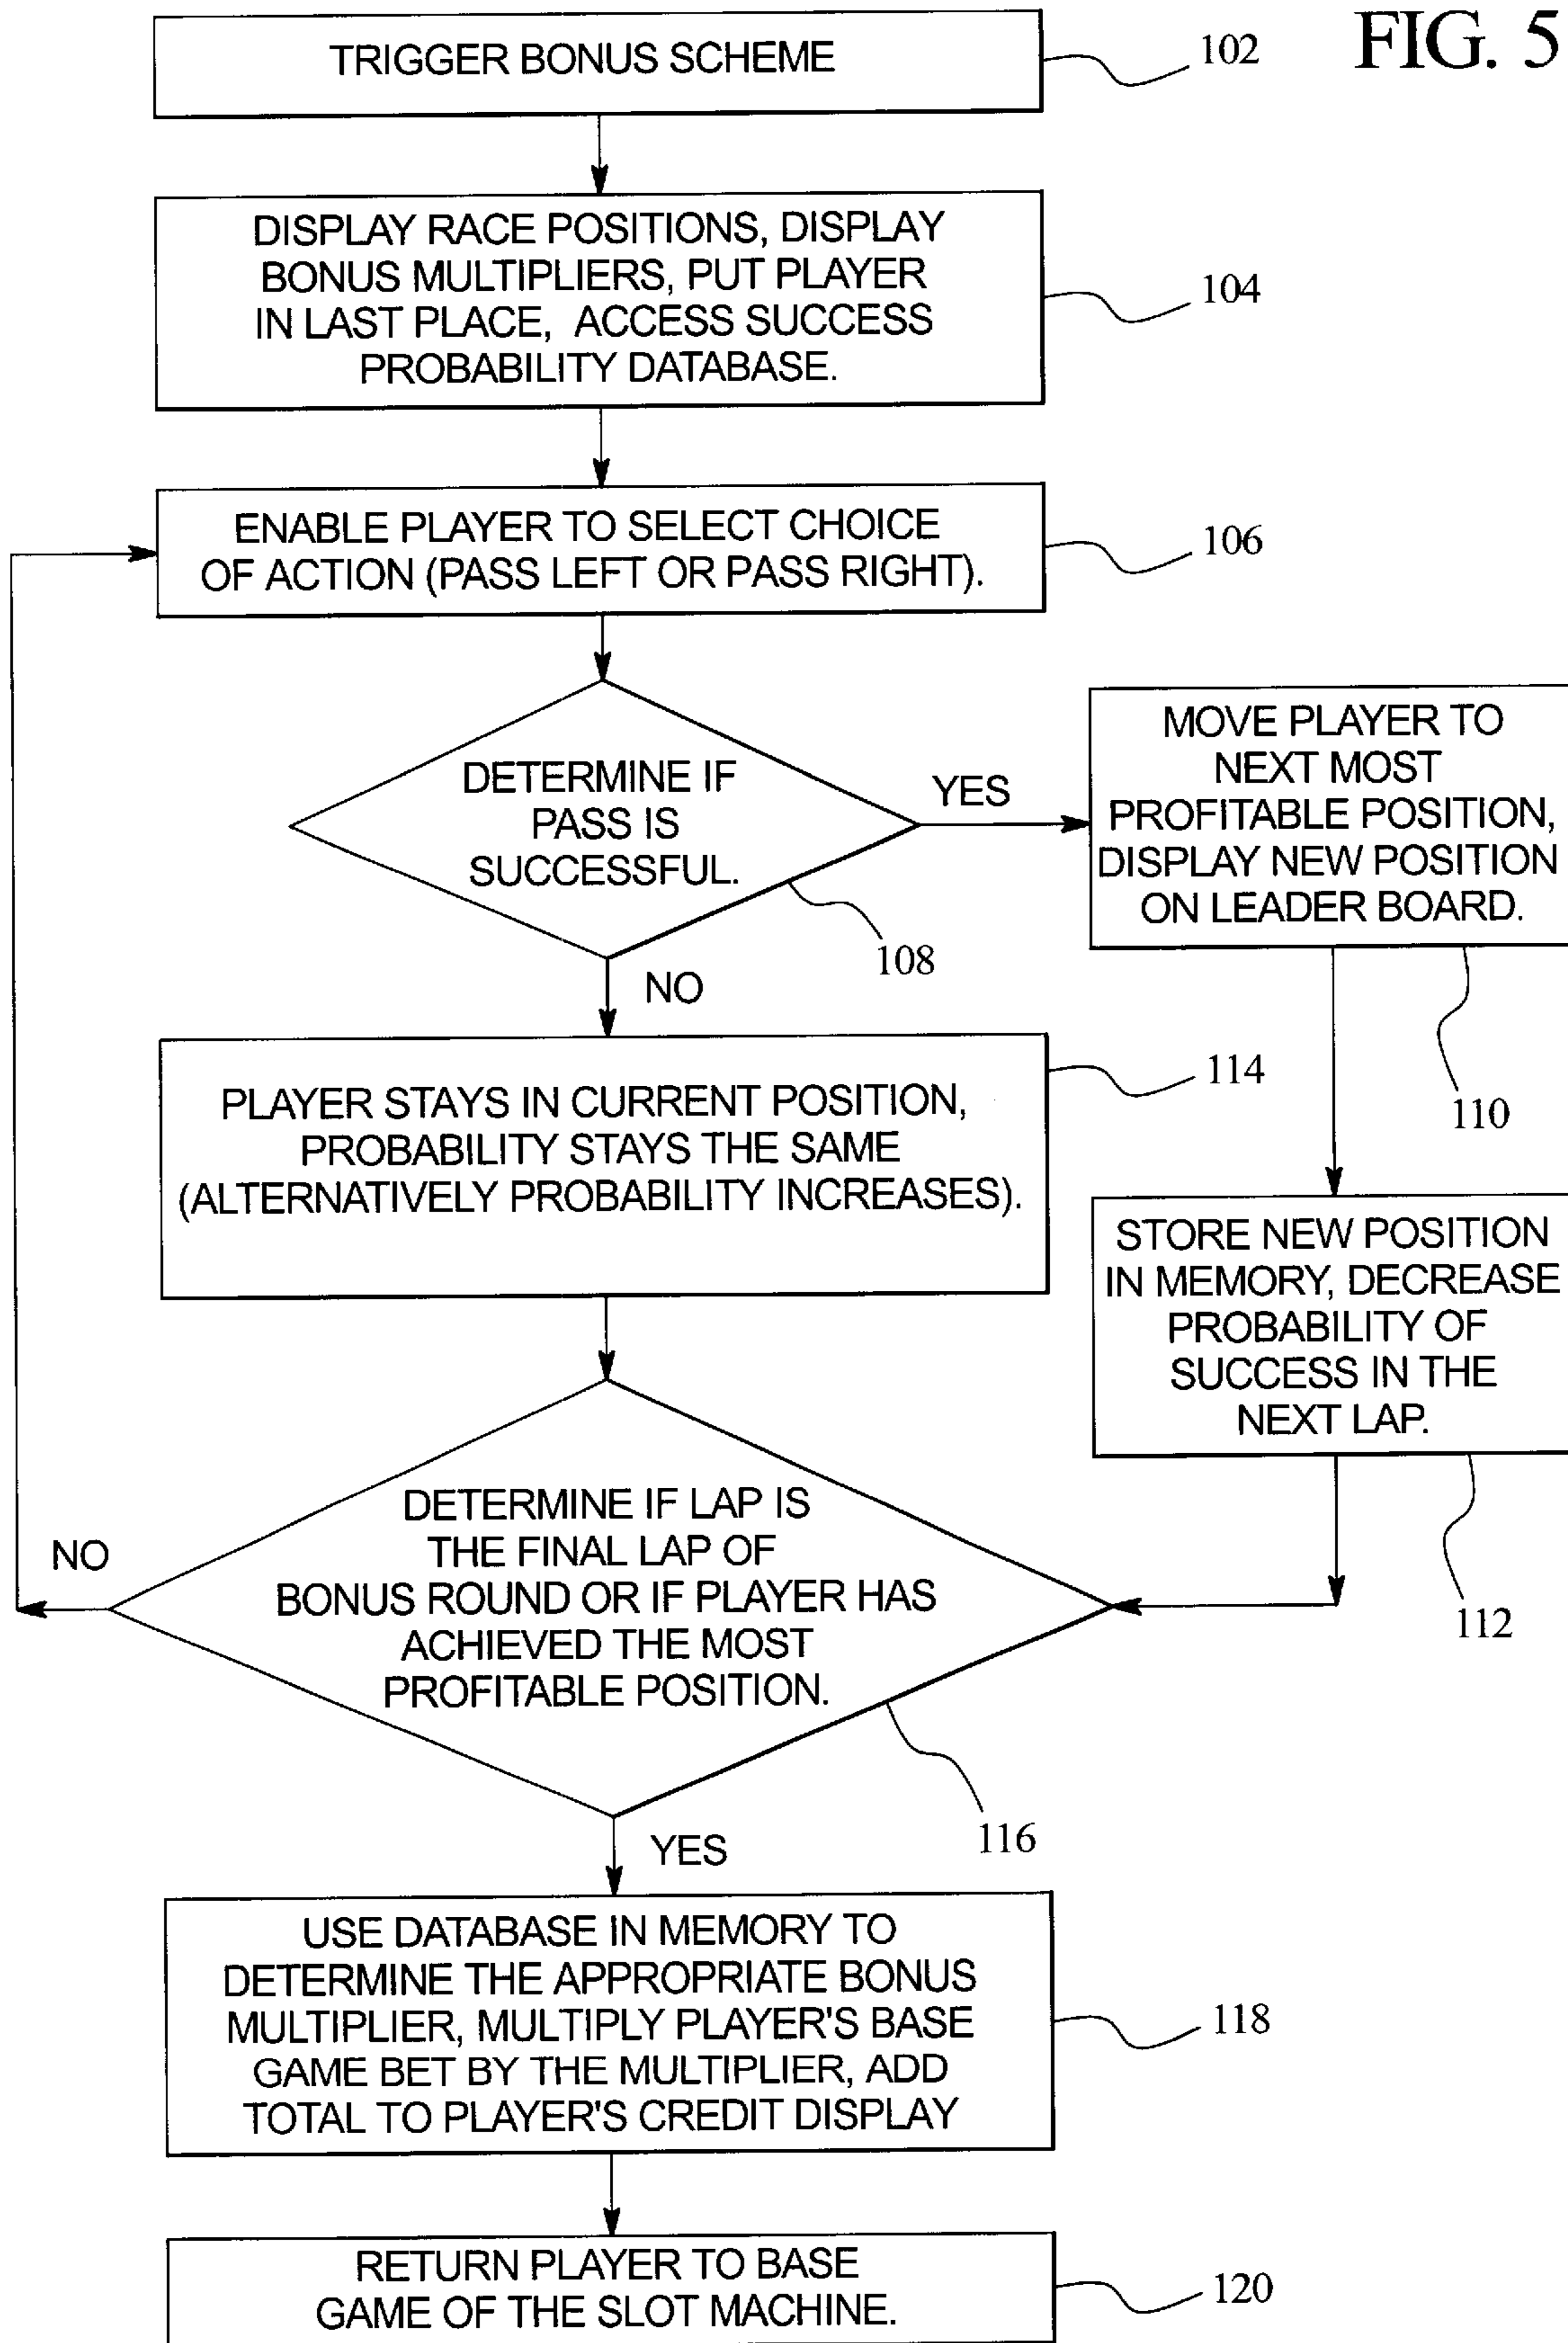 FIG. 5
TRIGGER BONUS SCHEME
102
DISPLAY RACE POSITIONS, DISPLAY
BONUS MULTIPLIERS, PUT PLAYER
IN LAST PLACE, ACCESS SUCCESS
PROBABILITY DATABASE.
104
ENABLE PLAYER TO SELECT CHOICE
OF ACTION (PASS LEFT OR PASS RIGHT).
106
DETERMINE IF
PASS IS
SUCCESSFUL.
108
YES
MOVE PLAYER TO
NEXT MOST
PROFITABLE POSITION,
DISPLAY NEW POSITION
ON LEADER BOARD.
110
NO
PLAYER STAYS IN CURRENT POSITION,
PROBABILITY STAYS THE SAME
(ALTERNATIVELY PROBABILITY INCREASES).
114
STORE NEW POSITION
IN MEMORY, DECREASE
PROBABILITY OF
SUCCESS IN THE
NEXT LAP.
112
DETERMINE IF LAP IS
THE FINAL LAP OF
BONUS ROUND OR IF PLAYER HAS
ACHIEVED THE MOST
PROFITABLE POSITION.
116
NO
YES
USE DATABASE IN MEMORY TO
DETERMINE THE APPROPRIATE BONUS
MULTIPLIER, MULTIPLY PLAYER'S BASE
GAME BET BY THE MULTIPLIER, ADD
TOTAL TO PLAYER'S CREDIT DISPLAY
118
RETURN PLAYER TO BASE
GAME OF THE SLOT MACHINE.
120